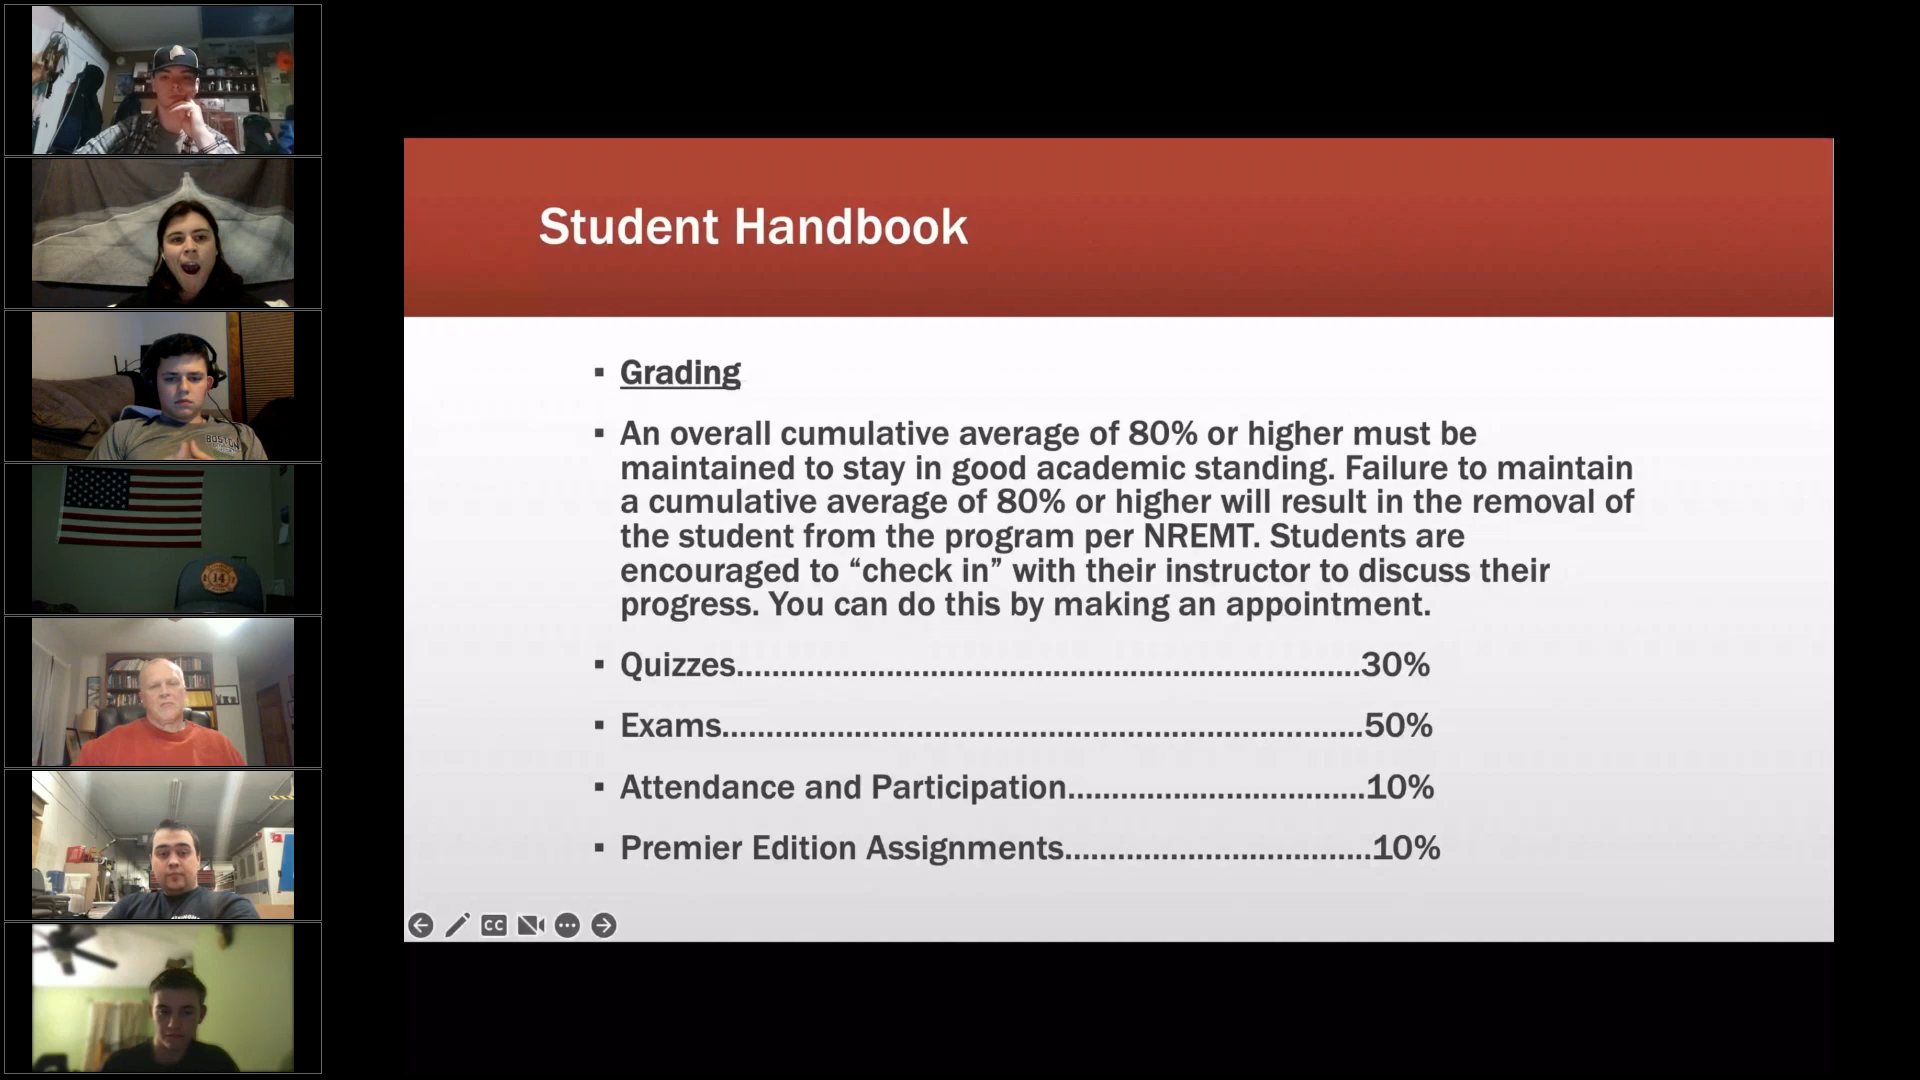 Student Handbook
▪ Grading
▪ An overall cumulative average of 80% or higher must be
maintained to stay in good academic standing. Failure to maintain
a cumulative average of 80% or higher will result in the removal of
the student from the program per NREMT. Students are
encouraged to “check in” with their instructor to discuss their
progress. You can do this by making an appointment.
▪ Quizzes.......................................................................30%
▪ Exams.........................................................................50%
▪ Attendance and Participation..................................10%
▪ Premier Edition Assignments...................................10%
CC
BOSTON
14